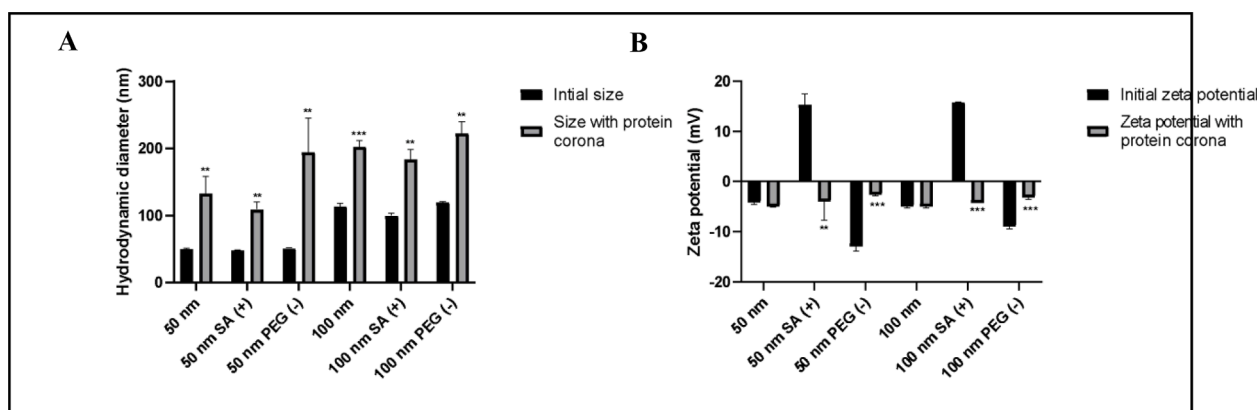 A
Hydrodynamic diameter (nm)
300
200
100
0
**
**
**
***
**
**
50 nm
50 nm SA (+)
50 nm PEG (-)
100 nm
100 nm SA (+)
100 nm PEG (-)
Intial size
Size with protein
corona
B
Zeta potential (mV)
20
10
0
-10
-20
**
***
***
***
50 nm
50 nm SA (+)
50 nm PEG (-)
100 nm
100 nm SA (+)
100 nm PEG (-)
Initial zeta potential
Zeta potential with
protein corona